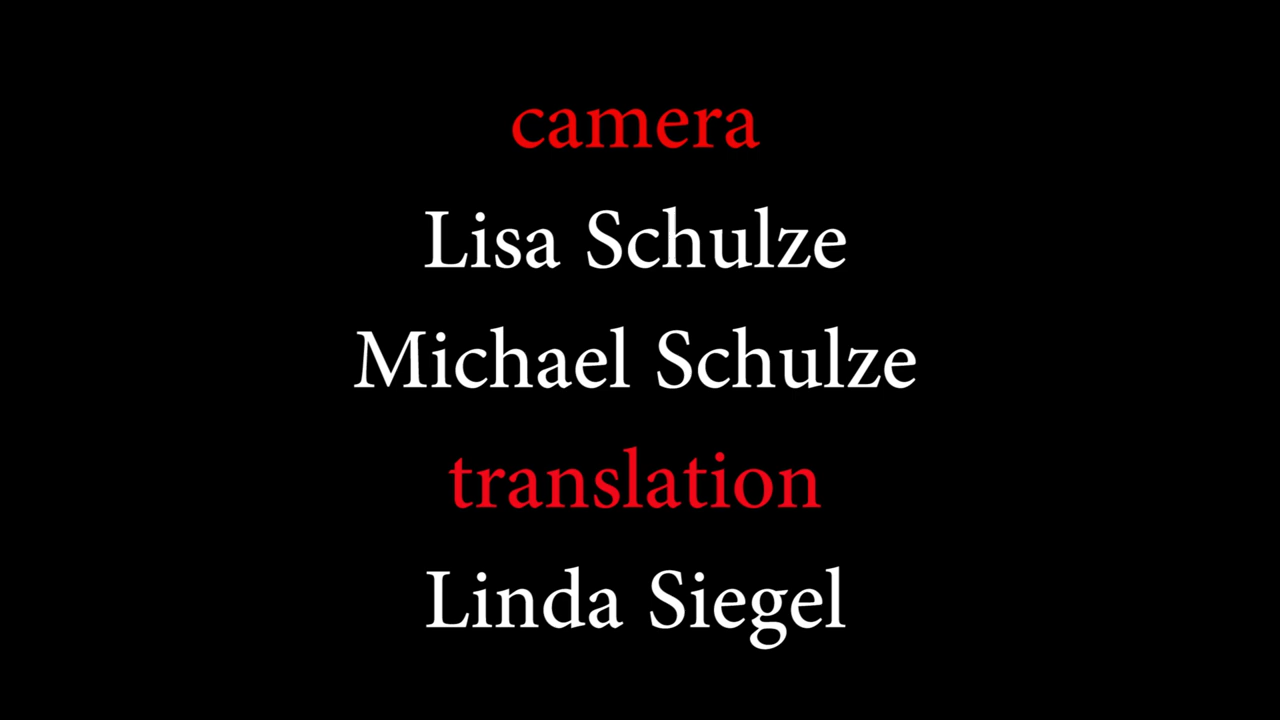 camera
Lisa Schulze
Michael Schulze
translation
Linda Siegel